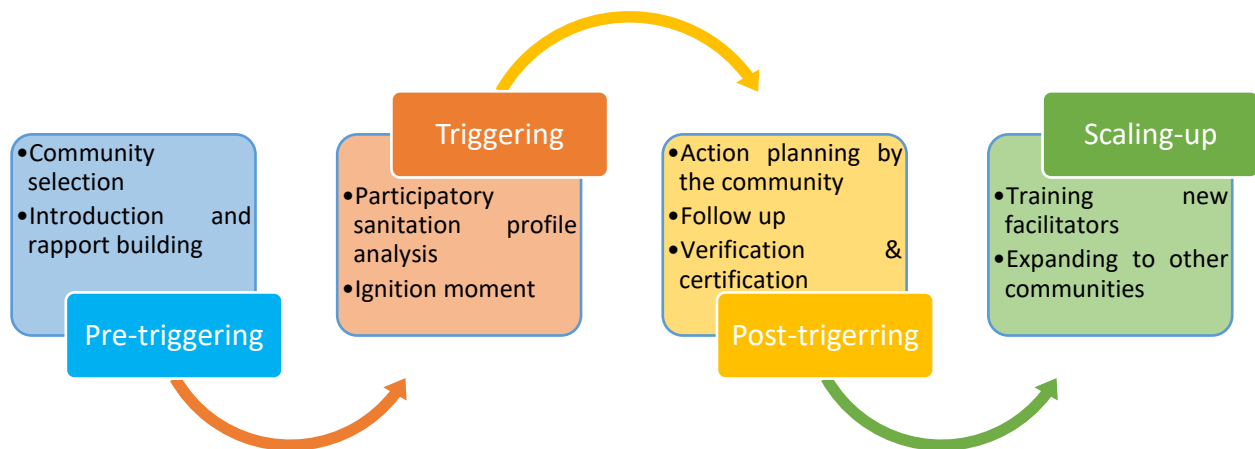 •Community
selection
•Introduction and
rapport building
Pre-triggering
Triggering
•Participatory
sanitation profile
analysis
•Ignition moment
•Action planning by
the community
•Follow up
•Verification &
certification
Post-trigerring
Scaling-up
•Training new
facilitators
•Expanding to other
communities